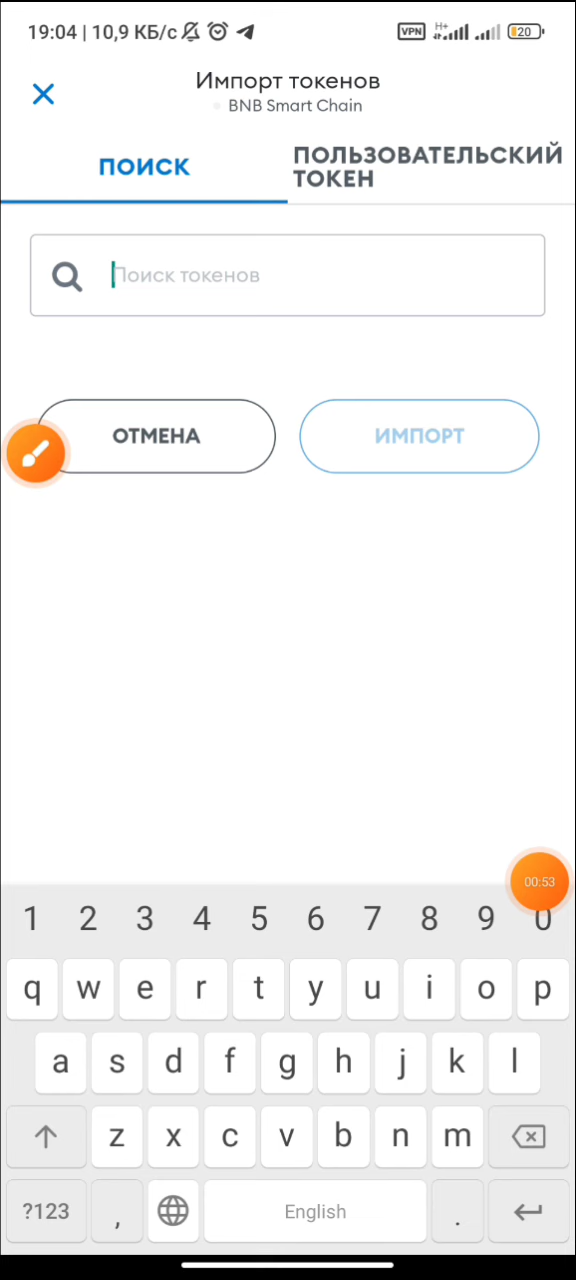 19:04 | 10,9 КБ/с
VPN H+ 20
Импорт токенов
BNB Smart Chain
ПОИСК
ПОЛЬЗОВАТЕЛЬСКИЙ
ТОКЕН
Поиск токенов
ОТМЕНА
ИМПОРТ
00:53
1 2 3 4 5 6 7 8 9 0
q w e r t y u i o p
a s d f g h j k l
z x c v b n m
?123 , English .